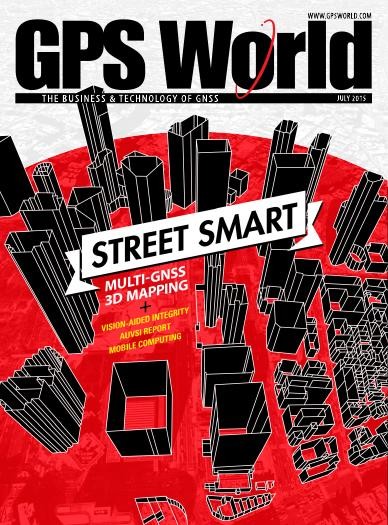 WWW.GPSWORLD.COM
GPS World
THE BUSINESS & TECHNOLOGY OF GNSS
JULY 2015
STREET SMART
MULTI-GNSS
3D MAPPING
+
VISION-AIDED INTEGRITY
AUVSI REPORT
MOBILE COMPUTING